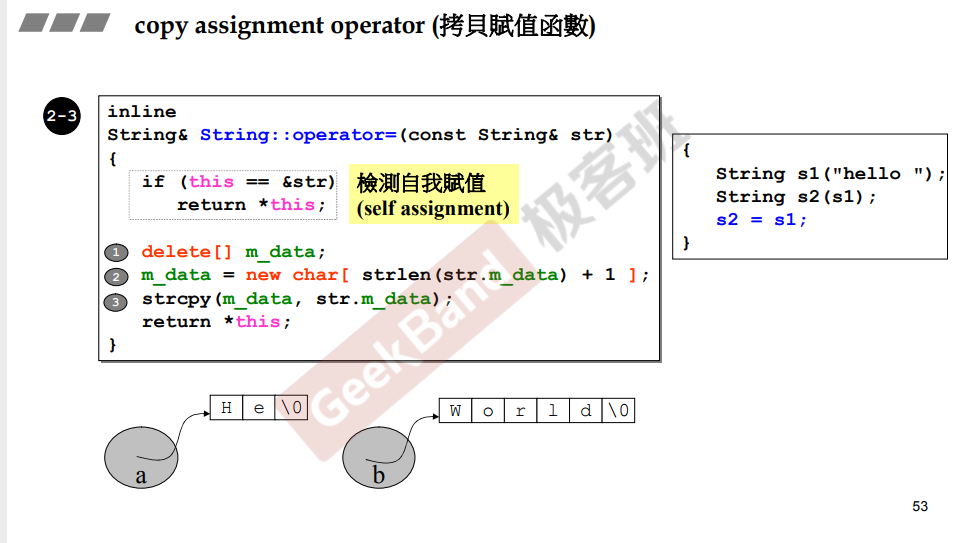 copy assignment operator (拷貝賦值函數)
2-3
inline
String& String::operator=(const String& str)
{
if (this == &str)
return *this;
檢測自我賦值
(self assignment)
1 delete[] m_data;
2 m_data = new char[ strlen(str.m_data) + 1 ];
3 strcpy(m_data, str.m_data);
return *this;
}
{
String s1("hello ");
String s2(s1);
s2 = s1;
}
GeekBand 极客班
H e \0
W o r l d \0
a
b
53